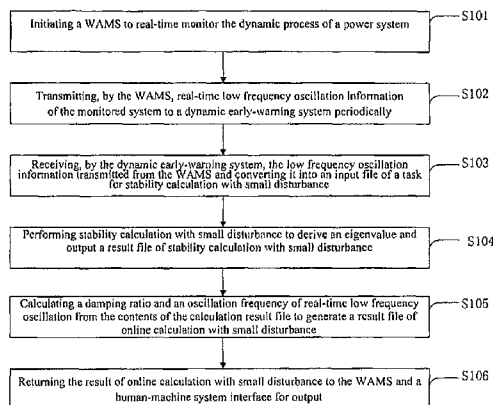 Initiating a WAMS to real-time monitor the dynamic process of a power system
S101
Transmitting, by the WAMS, real-time low frequency oscillation information
of the monitored system to a dynamic early-warning system periodically
S102
Receiving, by the dynamic early-warning system, the low frequency oscillation
information transmitted from the WAMS and converting it into an input file of a task
for stability calculation with small disturbance
S103
Performing stability calculation with small disturbance to derive an eigenvalue and
output a result file of stability calculation with small disturbance
S104
Calculating a damping ratio and an oscillation frequency of real-time low frequency
oscillation from the contents of the calculation result file to generate a result file of
online calculation with small disturbance
S105
Returning the result of online calculation with small disturbance to the WAMS and a
human-machine system interface for output
S106